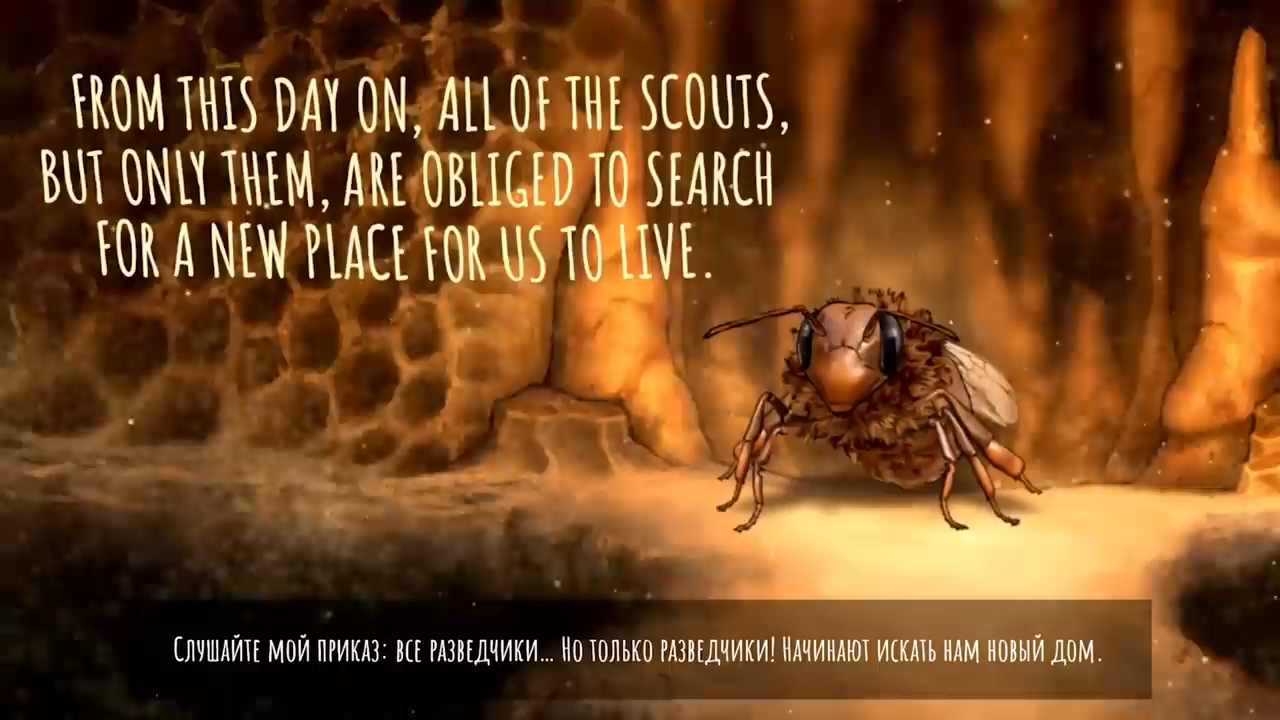 FROM THIS DAY ON, ALL OF THE SCOUTS,
BUT ONLY THEM, ARE OBLIGED TO SEARCH
FOR A NEW PLACE FOR US TO LIVE.
Слушайте мой приказ: все разведчики... Но только разведчики! Начинают искать нам новый дом.